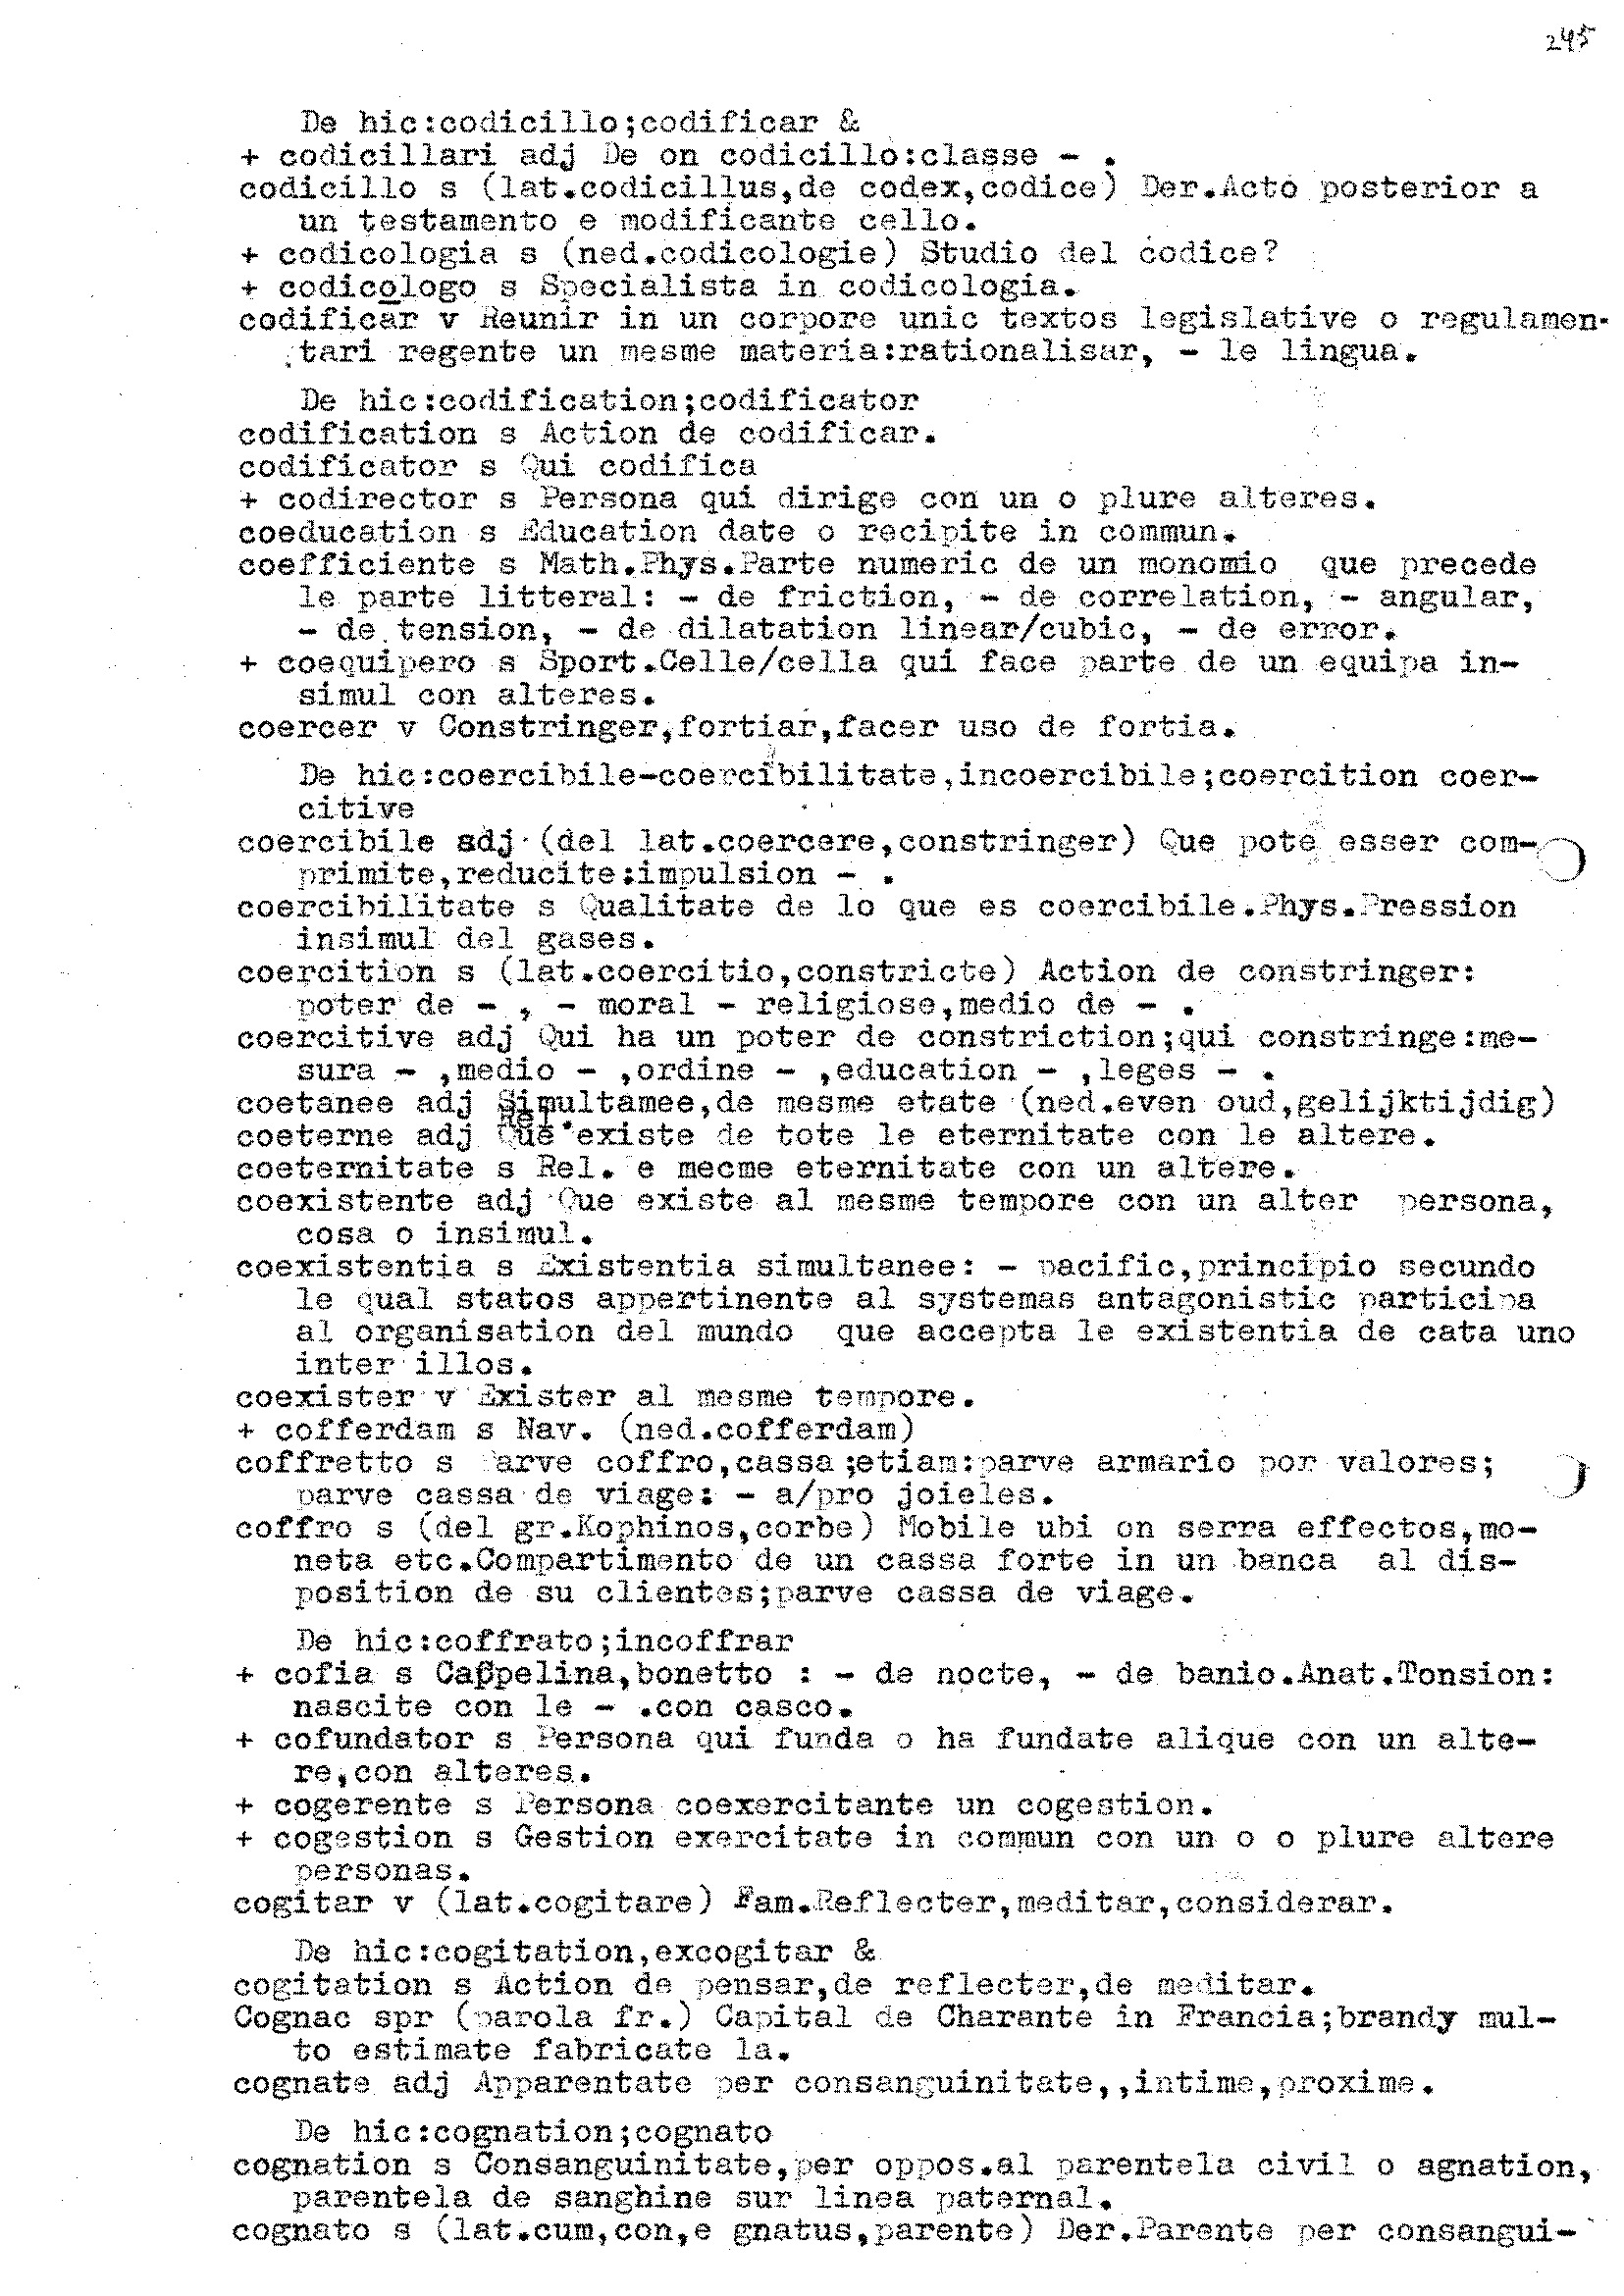 245
De hic:codicillo;codificar &
+ codicillari adj De on codicillo:classe - .
codicillo s (lat.codicillus,de codex,codice) Der.Acto posterior a
un testamento e modificante cello.
+ codicologia s (ned.codicologie) Studio del codice?
+ codicologo s Specialista in codicologia.
codificar v Reunir in un corpore unic textos legislative o regulamen-
tari regente un mesme materia:rationalisar, - le lingua.
De hic:codification;codificator
codification s Action de codificar.
codificator s Qui codifica
+ codirector s Persona qui dirige con un o plure alteres.
coeducation s Education date o recipite in commun.
coefficiente s Math.Phys.Parte numeric de un monomio  que precede
le parte litteral: - de friction, - de correlation, - angular,
- de tension, - de dilatation linear/cubic, - de error.
+ coequipero s Sport.Celle/cella qui face parte de un equipa in-
simul con alteres.
coercer v Constringer,fortiar,facer uso de fortia.
De hic:coercibile-coercibilitate,incoercibile;coercition coer-
citive
coercibile adj (del lat.coercere,constringer) Que pote esser com-
primite,reducite:impulsion - .
coercibilitate s Qualitate de lo que es coercibile.Phys.Pression
insimul del gases.
coercition s (lat.coercitio,constricte) Action de constringer:
poter de - , - moral - religiose,medio de - .
coercitive adj Qui ha un poter de constriction;qui constringe:me-
sura - ,medio - ,ordine - ,education - ,leges - .
coetanee adj Simultamee,de mesme etate (ned.even oud,gelijktijdig)
Rel.
coeterne adj Que existe de tote le eternitate con le altere.
coeternitate s Rel. e mecme eternitate con un altere.
coexistente adj Que existe al mesme tempore con un alter  persona,
cosa o insimul.
coexistentia s Existentia simultanee: - pacific,principio secundo
le qual statos appertinente al systemas antagonistic participa
al organisation del mundo  que accepta le existentia de cata uno
inter illos.
coexister v Exister al mesme tempore.
+ cofferdam s Nav. (ned.cofferdam)
coffretto s Parve coffro,cassa;etiam:parve armario por valores;
parve cassa de viage: - a/pro joieles.
coffro s (del gr.Kophinos,corbe) Mobile ubi on serra effectos,mo-
neta etc.Compartimento de un cassa forte in un banca  al dis-
position de su clientes;parve cassa de viage.
De hic:coffrato;incoffrar
+ cofia s Cappelina,bonetto : - de nocte, - de banio.Anat.Tonsion:
nascite con le - .con casco.
+ cofundator s Persona qui funda o ha fundate alique con un alte-
re,con alteres.
+ cogerente s Persona coexercitante un cogestion.
+ cogestion s Gestion exercitate in commun con un o o plure altere
personas.
cogitar v (lat.cogitare) Fam.Reflecter,meditar,considerar.
De hic:cogitation,excogitar &
cogitation s Action de pensar,de reflecter,de meditar.
Cognac spr (parola fr.) Capital de Charante in Francia;brandy mul-
to estimate fabricate la.
cognate adj Apparentate per consanguinitate,,intime,proxime.
De hic:cognation;cognato
cognation s Consanguinitate,per oppos.al parentela civil o agnation,
parentela de sanghine sur linea paternal.
cognato s (lat.cum,con,e gnatus,parente) Der.Parente per consangui-